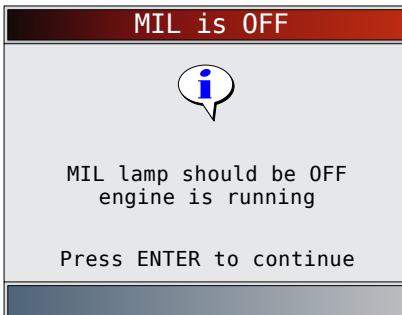 MIL is OFF
i
MIL lamp should be OFF
engine is running
Press ENTER to continue